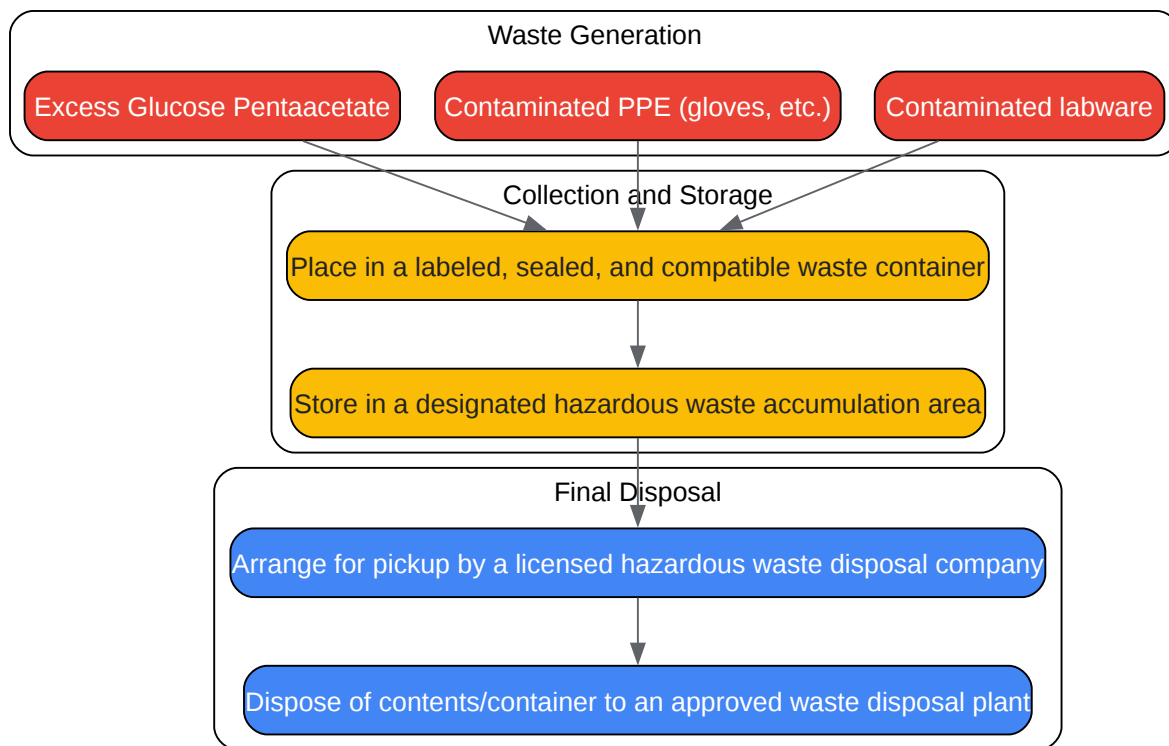 Waste Generation
Excess Glucose Pentaacetate
Contaminated PPE (gloves, etc.)
Contaminated labware
Collection and Storage
Place in a labeled, sealed, and compatible waste container
Store in a designated hazardous waste accumulation area
Final Disposal
Arrange for pickup by a licensed hazardous waste disposal company
Dispose of contents/container to an approved waste disposal plant